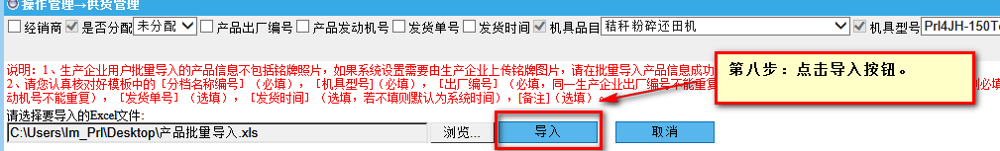 操作管理→供货管理
经销商 是否分配 未分配 产品出厂编号 产品发动机号 发货单号 发货时间 机具品目 秸秆粉碎还田机 机具型号 Prl4JH-150T
说明：1、生产企业用户批量导入的产品信息不包括铭牌照片，如果系统设置需要由生产企业上传铭牌图片，请在批量导入产品信息成功
2、请您认真核对好模板中的 [分档名称编号]（必填），[机具型号]（必填），[出厂编号]（必填，同一生产企业出厂编号不能重复
动机号不能重复），[发货单号]（选填），[发货时间]（选填，若不填则默认为系统时间），[备注]（选填）。
第八步：点击导入按钮。
请选择要导入的Excel文件:
C:\Users\lm_Prl\Desktop\产品批量导入.xls 浏览... 导入 取消